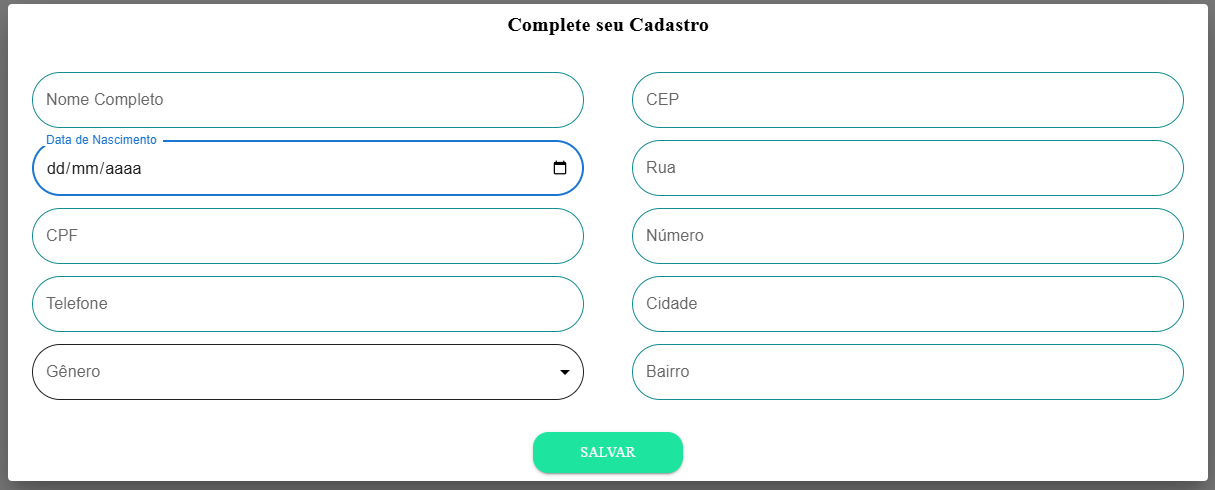 Complete seu Cadastro
Nome Completo
Data de Nascimento
dd/mm/aaaa
CPF
Telefone
Gênero
CEP
Rua
Número
Cidade
Bairro
SALVAR